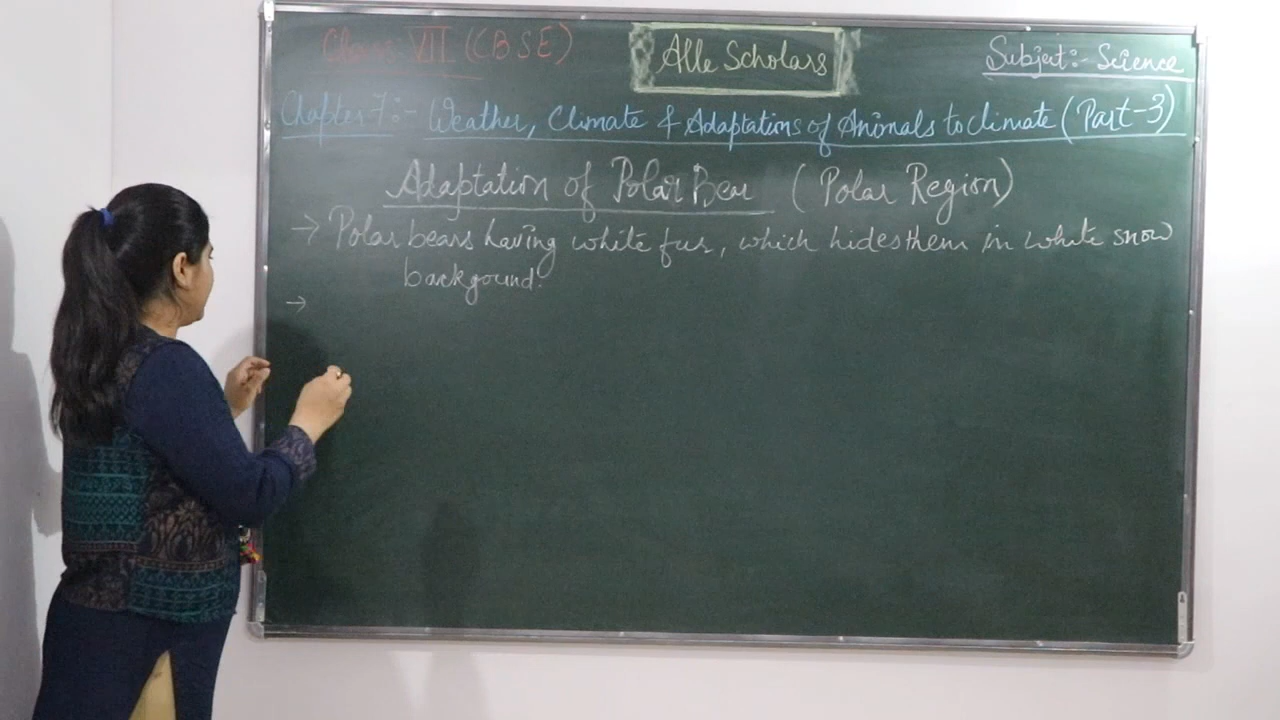 Class VII (CBSE)
Alle Scholars
Subject:- Science
Chapter-7:- Weather, Climate & Adaptations of Animals to Climate (Part-3)
Adaptation of Polar Bear (Polar Region)
→ Polar bears having white fur, which hides them in white snow
backgound.
→